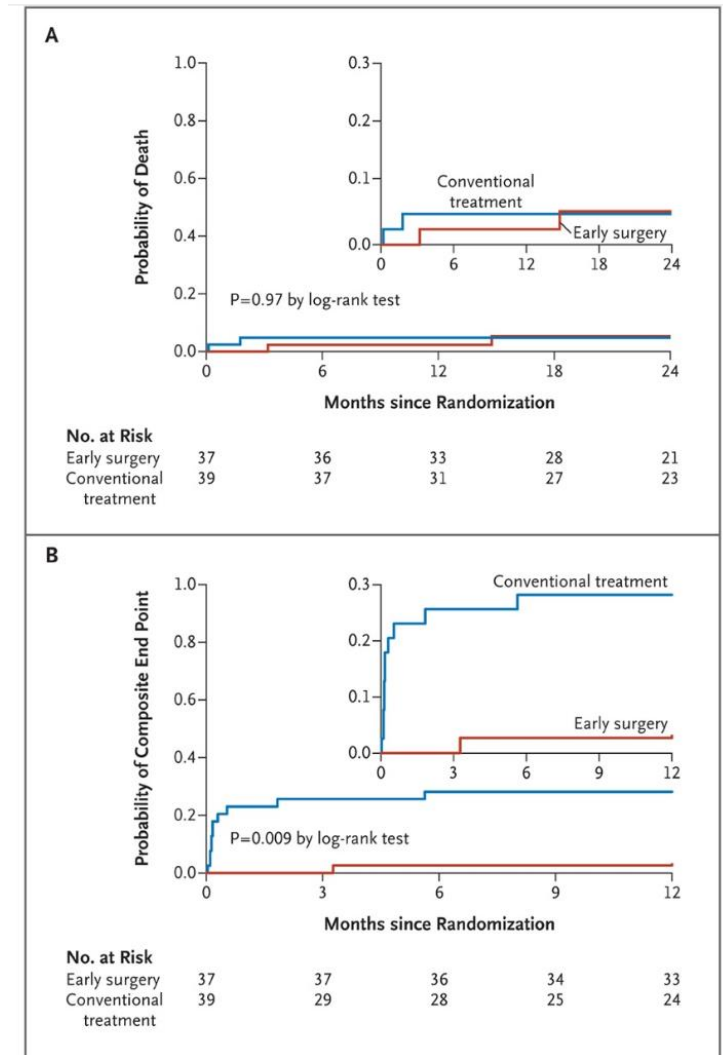 A
Probability of Death
1.0
0.8
0.6
0.4
0.2
0.0
0 6 12 18 24
P=0.97 by log-rank test
0.3
0.2
0.1
0.0
0 6 12 18 24
Conventional
treatment
Early surgery
Months since Randomization
No. at Risk
Early surgery 37 36 33 28 21
Conventional 39 37 31 27 23
treatment
B
Probability of Composite End Point
1.0
0.8
0.6
0.4
0.2
0.0
0 3 6 9 12
P=0.009 by log-rank test
0.3
0.2
0.1
0.0
0 3 6 9 12
Conventional treatment
Early surgery
Months since Randomization
No. at Risk
Early surgery 37 37 36 34 33
Conventional 39 29 28 25 24
treatment